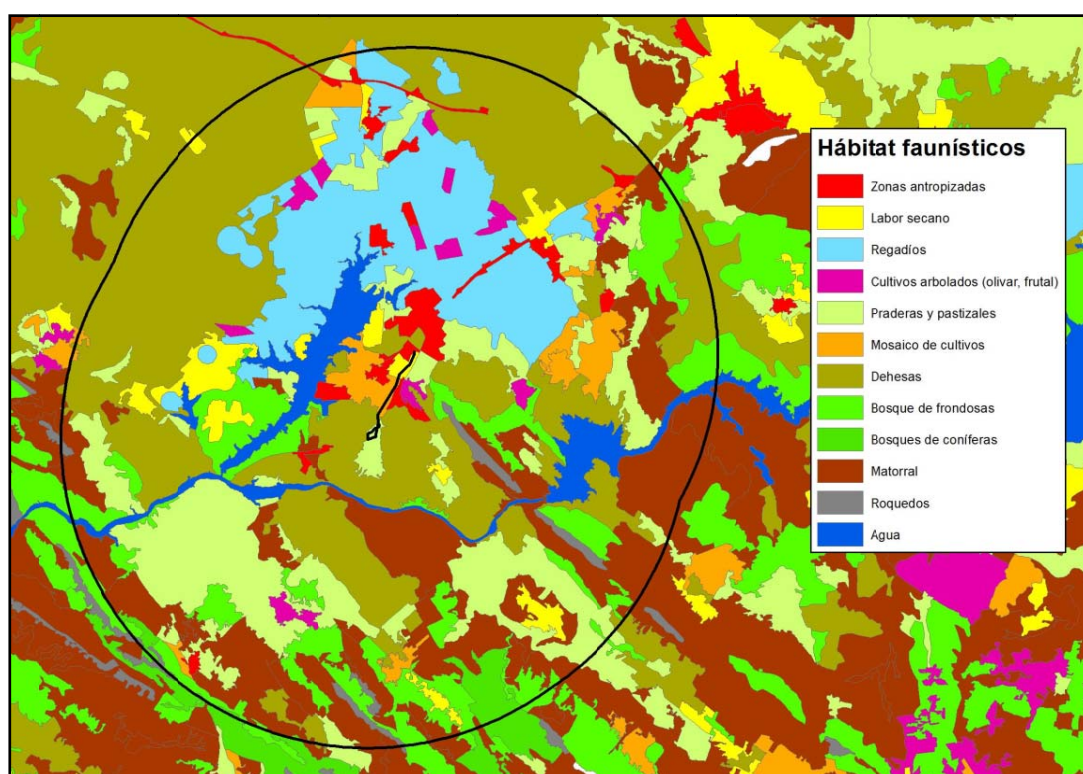 Hábitat faunísticos
Zonas antropizadas
Labor secano
Regadíos
Cultivos arbolados (olivar, frutal)
Praderas y pastizales
Mosaico de cultivos
Dehesas
Bosque de frondosas
Bosques de coníferas
Matorral
Roquedos
Agua